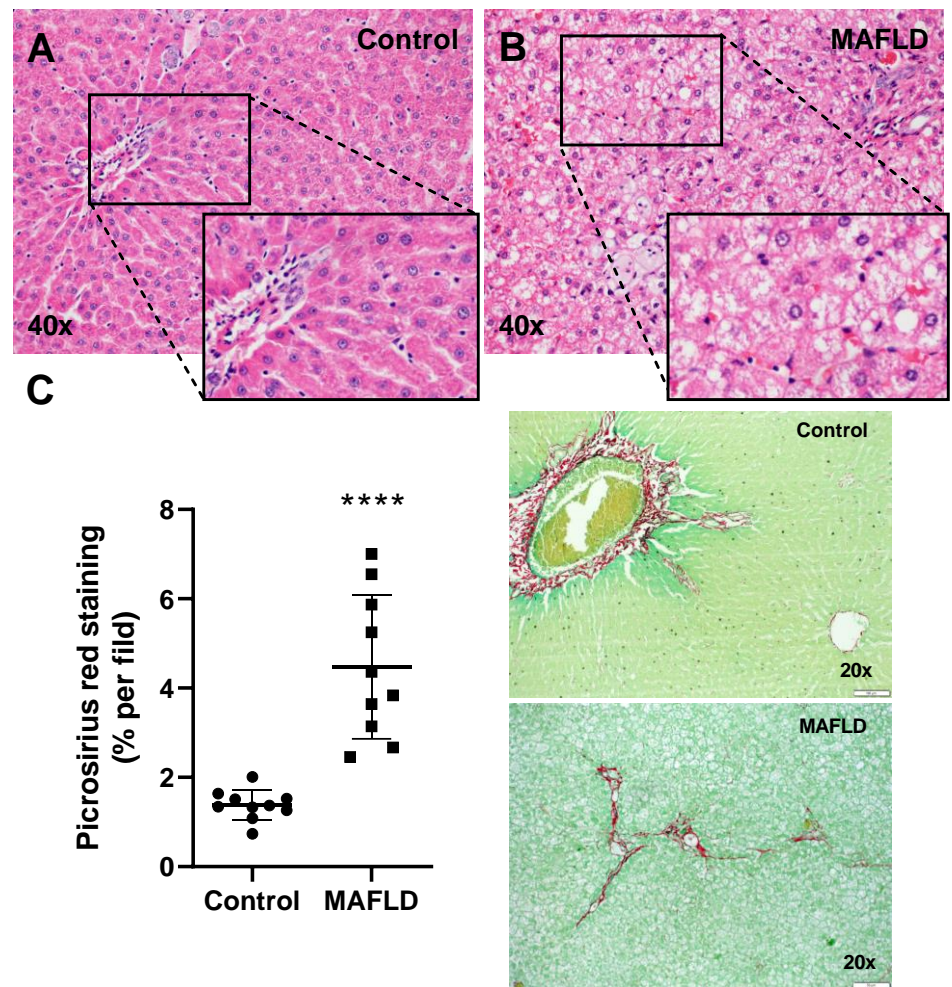 A
Control
40x
B
MAFLD
40x
C
Picrosirius red staining
(% per fild)
8
6
4
2
0
****
Control
MAFLD
Control
20x
MAFLD
20x